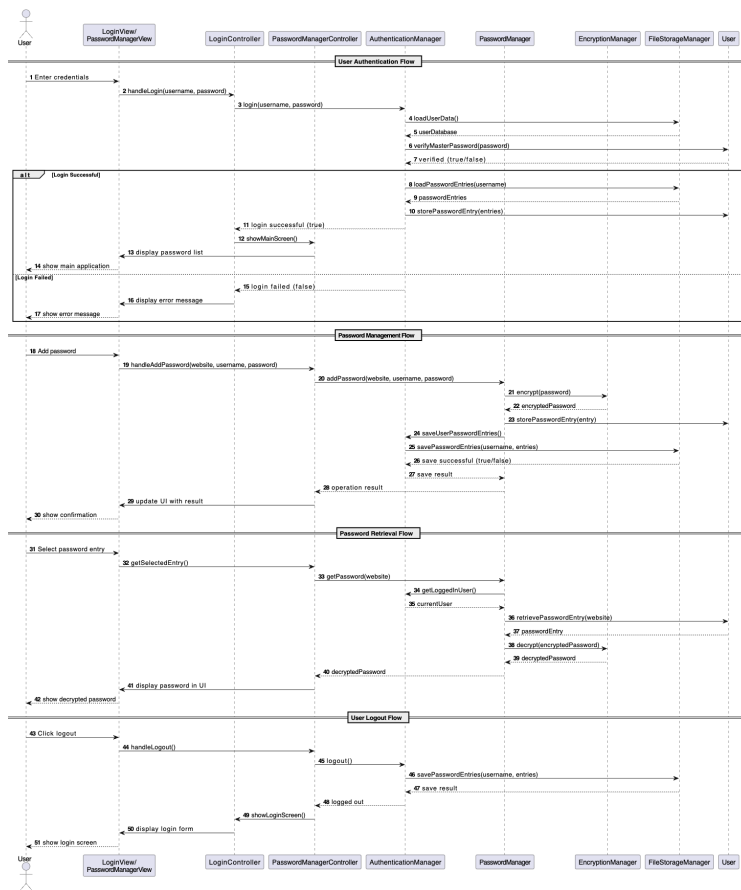 User
LoginView/
PasswordManagerView
LoginController
PasswordManagerController
AuthenticationManager
PasswordManager
EncryptionManager
FileStorageManager
User
User Authentication Flow
1 Enter credentials
2 handleLogin(username, password)
3 login(username, password)
4 loadUserData()
5 userDatabase
6 verifyMasterPassword(password)
7 verified (true/false)
alt [Login Successful]
8 loadPasswordEntries(username)
9 passwordEntries
10 storePasswordEntry(entries)
11 login successful (true)
12 showMainScreen()
13 display password list
14 show main application
[Login Failed]
15 login failed (false)
16 display error message
17 show error message
Password Management Flow
18 Add password
19 handleAddPassword(website, username, password)
20 addPassword(website, username, password)
21 encrypt(password)
22 encryptedPassword
23 storePasswordEntry(entry)
24 saveUserPasswordEntries()
25 savePasswordEntries(username, entries)
26 save successful (true/false)
27 save result
28 operation result
29 update UI with result
30 show confirmation
Password Retrieval Flow
31 Select password entry
32 getSelectedEntry()
33 getPassword(website)
34 getLoggedInUser()
35 currentUser
36 retrievePasswordEntry(website)
37 passwordEntry
38 decrypt(encryptedPassword)
39 decryptedPassword
40 decryptedPassword
41 display password in UI
42 show decrypted password
User Logout Flow
43 Click logout
44 handleLogout()
45 logout()
46 savePasswordEntries(username, entries)
47 save result
48 logged out
49 showLoginScreen()
50 display login form
51 show login screen
User
LoginView/
PasswordManagerView
LoginController
PasswordManagerController
AuthenticationManager
PasswordManager
EncryptionManager
FileStorageManager
User